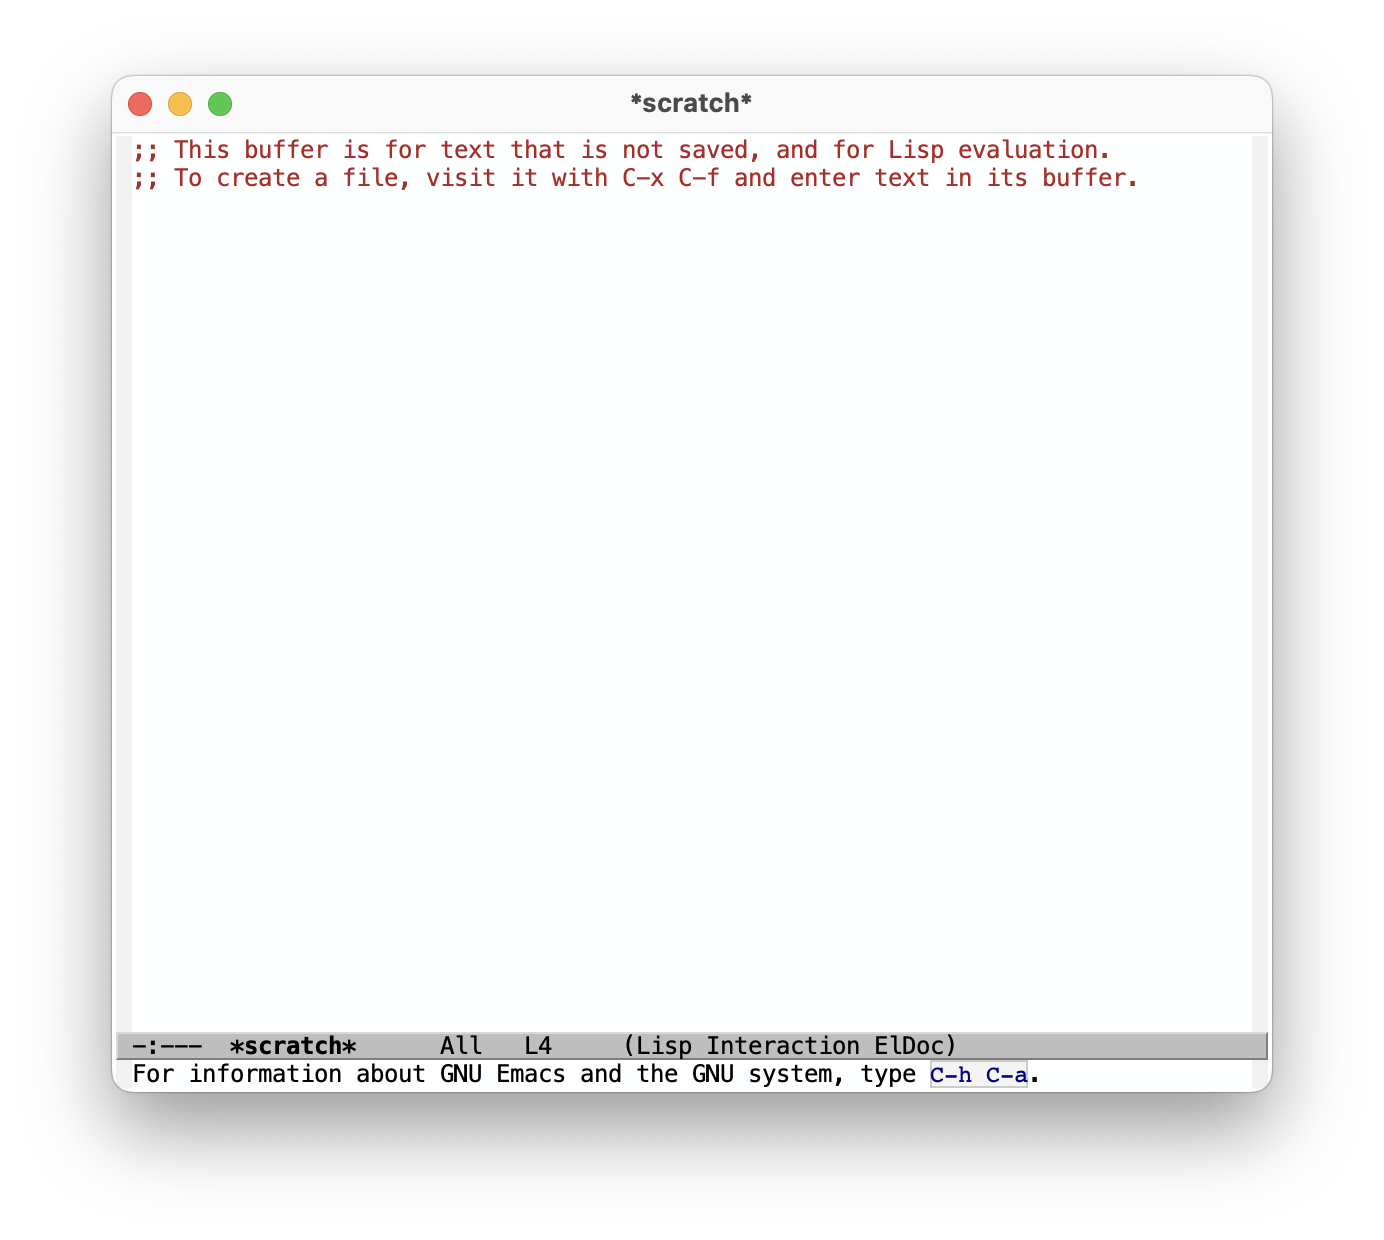 *scratch*
;; This buffer is for text that is not saved, and for Lisp evaluation.
;; To create a file, visit it with C-x C-f and enter text in its buffer.
-:---  *scratch*      All   L4     (Lisp Interaction ElDoc)
For information about GNU Emacs and the GNU system, type C-h C-a.